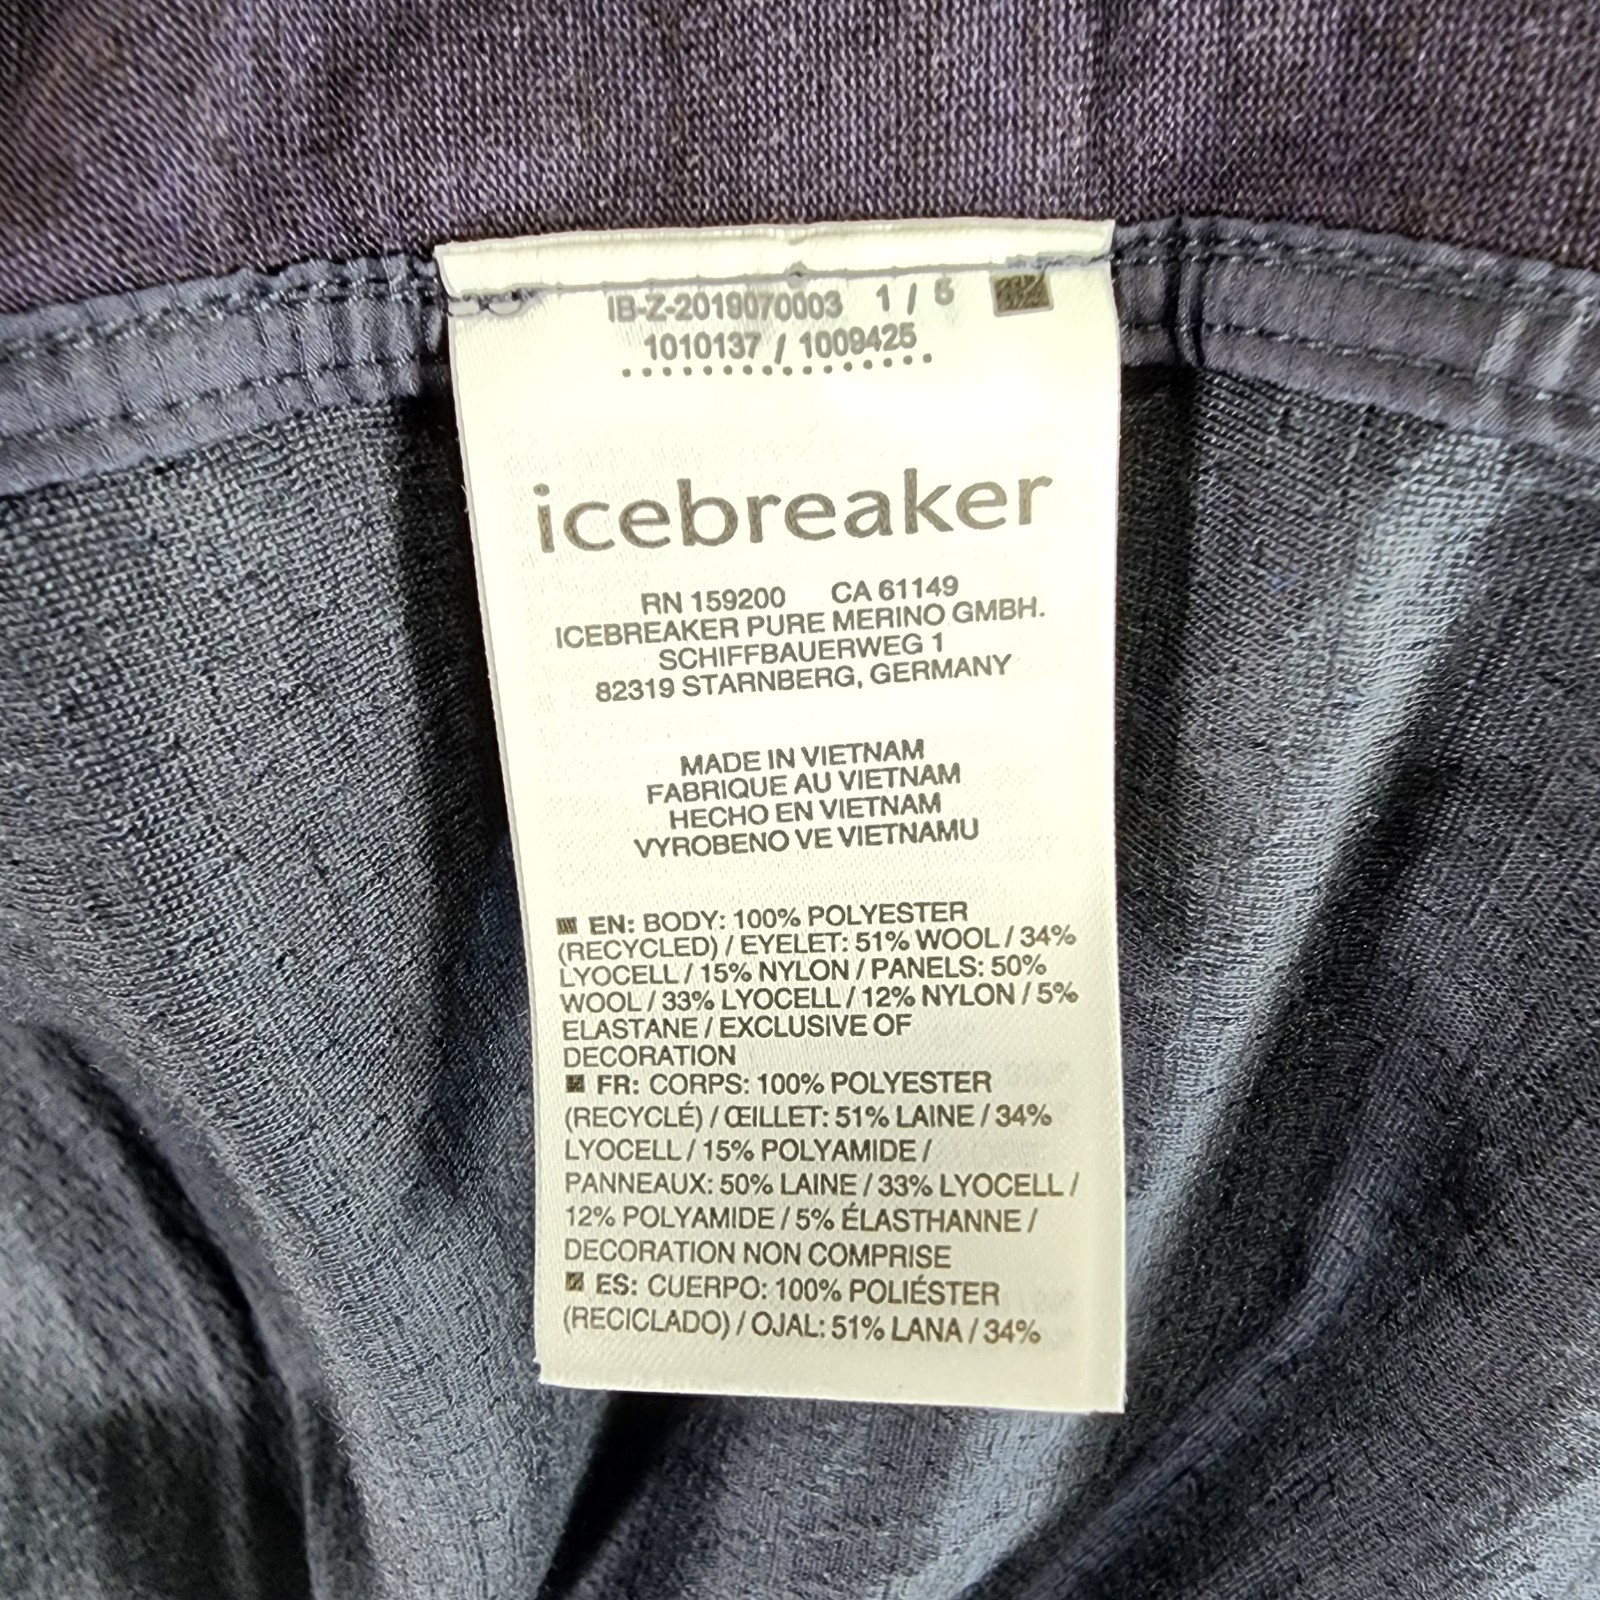 IB-Z-2019070003 1 / 5
1010137 / 1009425
icebreaker
RN 159200 CA 61149
ICEBREAKER PURE MERINO GMBH.
SCHIFFBAUERWEG 1
82319 STARNBERG, GERMANY
MADE IN VIETNAM
FABRIQUE AU VIETNAM
HECHO EN VIETNAM
VYROBENO VE VIETNAMU
EN: BODY: 100% POLYESTER
(RECYCLED) / EYELET: 51% WOOL / 34%
LYOCELL / 15% NYLON / PANELS: 50%
WOOL / 33% LYOCELL / 12% NYLON / 5%
ELASTANE / EXCLUSIVE OF
DECORATION
FR: CORPS: 100% POLYESTER
(RECYCLÉ) / ŒILLET: 51% LAINE / 34%
LYOCELL / 15% POLYAMIDE /
PANNEAUX: 50% LAINE / 33% LYOCELL /
12% POLYAMIDE / 5% ÉLASTHANNE /
DECORATION NON COMPRISE
ES: CUERPO: 100% POLIÉSTER
(RECICLADO) / OJAL: 51% LANA / 34%